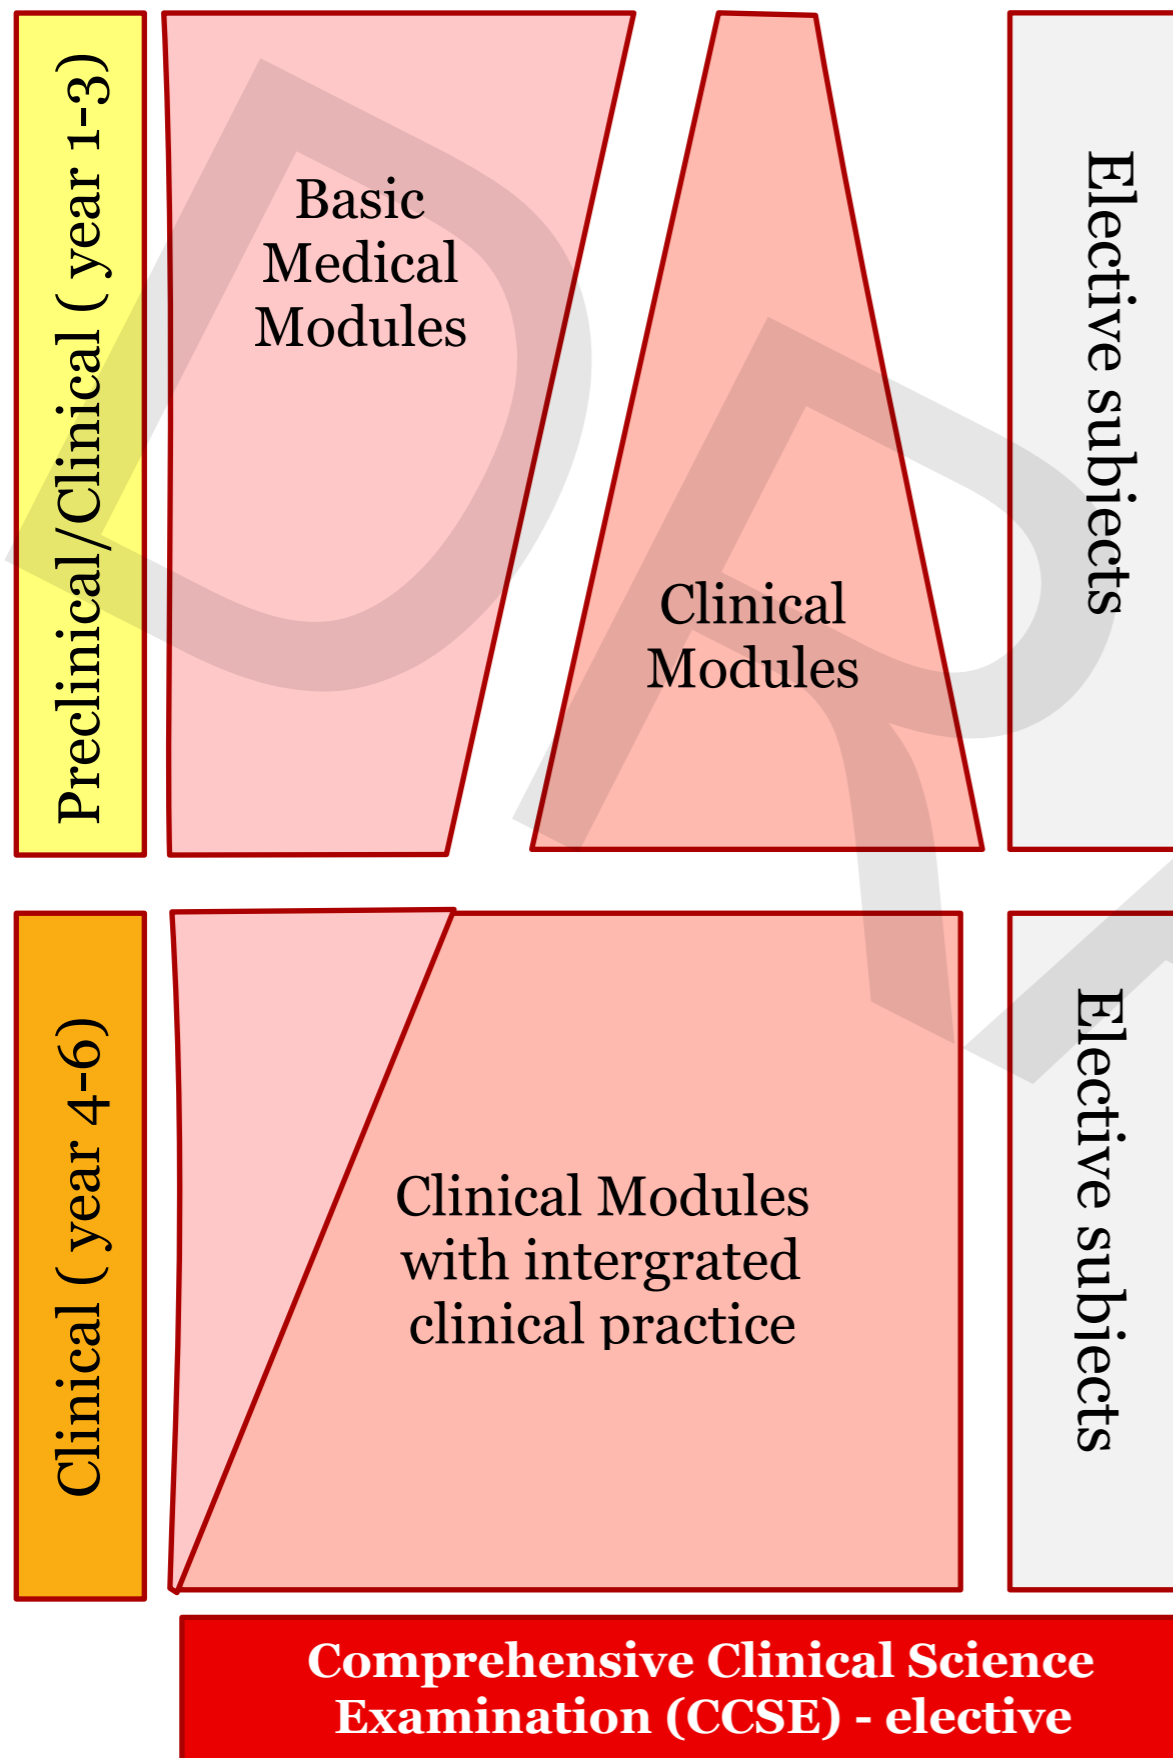 Preclinical/Clinical ( year 1-3)
Basic
Medical
Modules
Clinical
Modules
Elective subjects
Clinical ( year 4-6)
Clinical Modules
with intergrated
clinical practice
Elective subjects
Comprehensive Clinical Science
Examination (CCSE) - elective